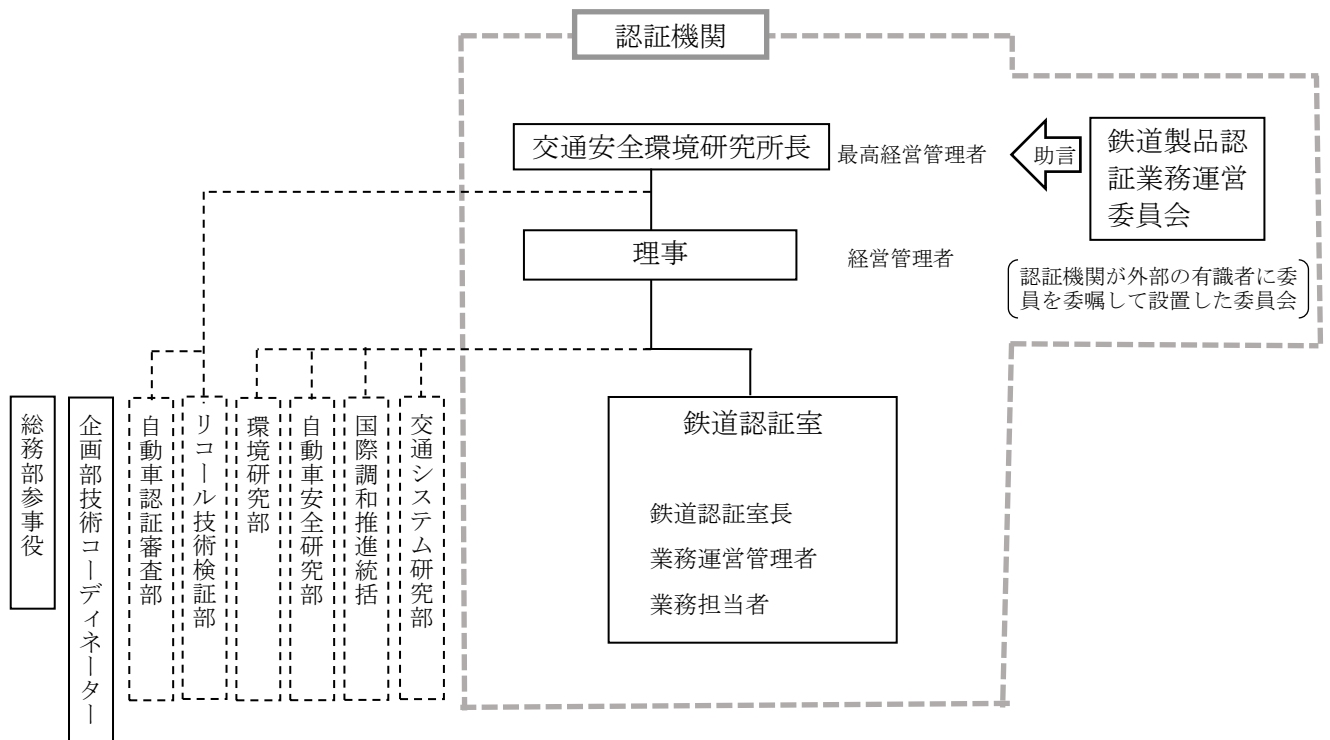 認証機関
交通安全環境研究所長
最高経営管理者
助言
鉄道製品認
証業務運営
委員会
理事
経営管理者
認証機関が外部の有識者に委
員を委嘱して設置した委員会
総務部参事役
企画部技術コーディネーター
自動車認証審査部
リコール技術検証部
環境研究部
自動車安全研究部
国際調和推進統括
交通システム研究部
鉄道認証室
鉄道認証室長
業務運営管理者
業務担当者